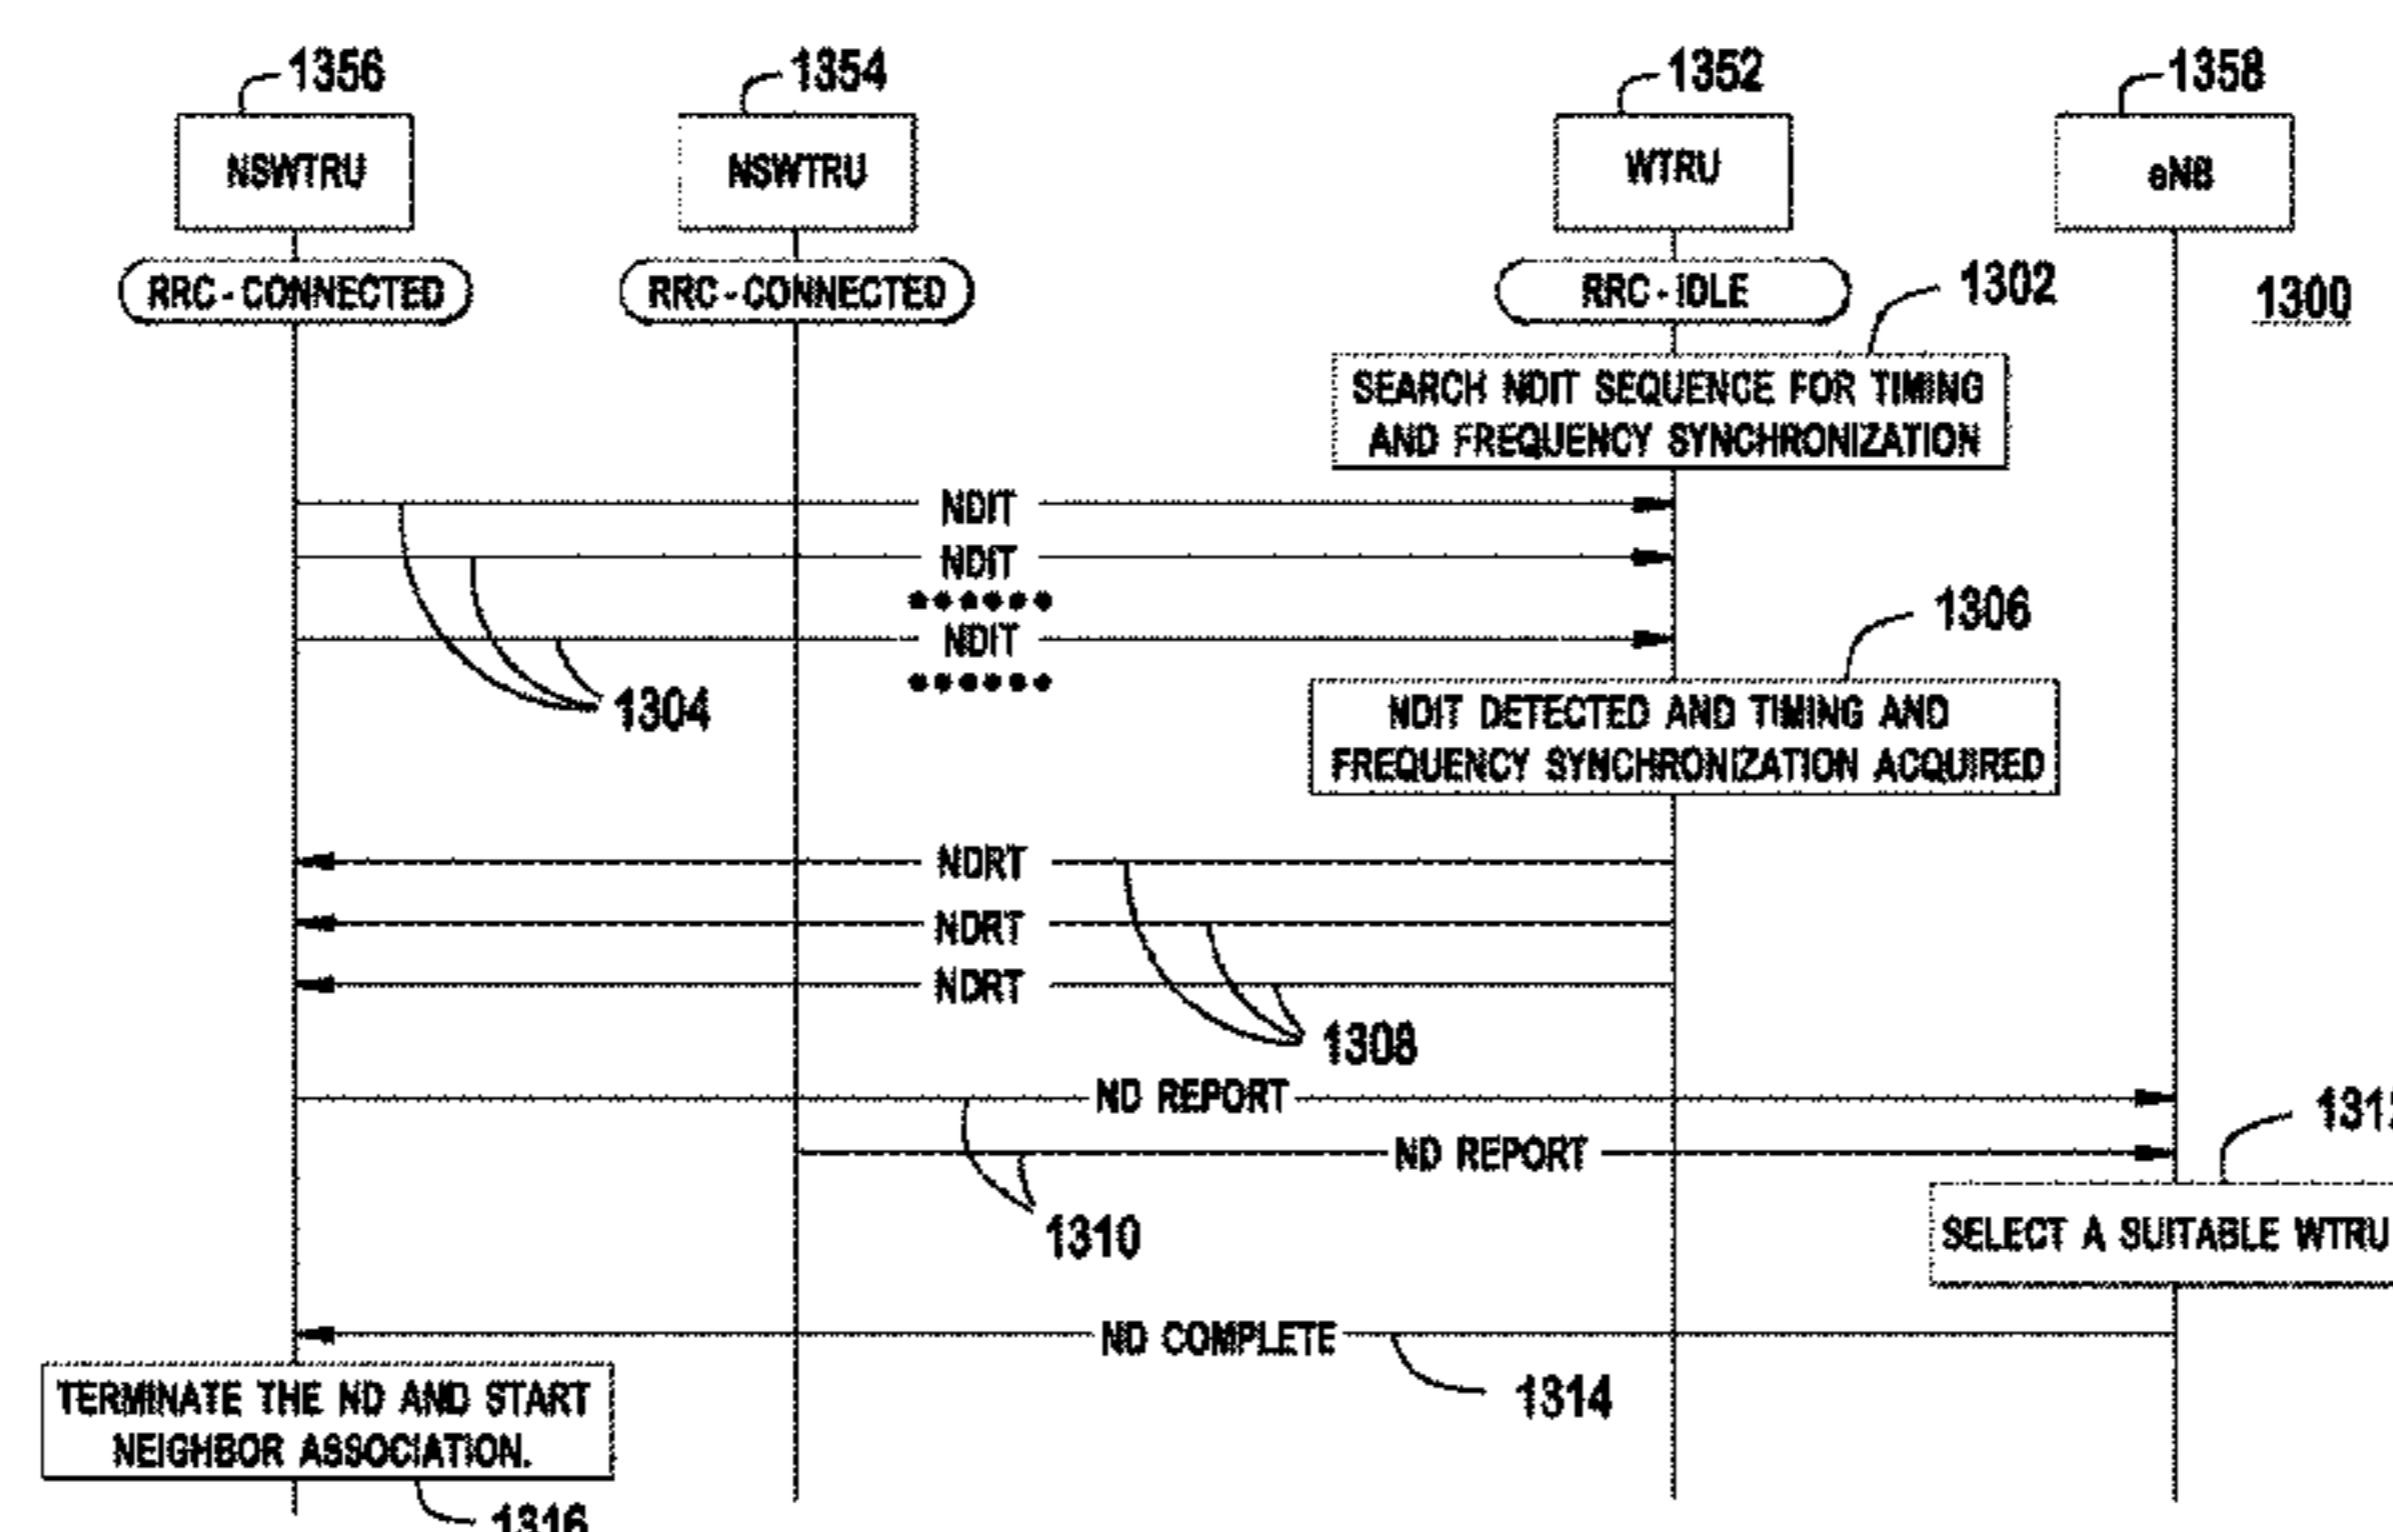 1356
1354
1352
1358
NSWTRU
NSWTRU
WTRU
eNB
RRC - CONNECTED
RRC - CONNECTED
RRC - IDLE
1302
1300
SEARCH NDIT SEQUENCE FOR TIMING
AND FREQUENCY SYNCHRONIZATION
NDIT
NDIT
NDIT
1304
1306
NDIT DETECTED AND TIMING AND
FREQUENCY SYNCHRONIZATION ACQUIRED
NDRT
NDRT
NDRT
1308
ND REPORT
ND REPORT
1310
SELECT A SUITABLE WTRU
ND COMPLETE
1314
TERMINATE THE ND AND START
NEIGHBOR ASSOCIATION.
1316